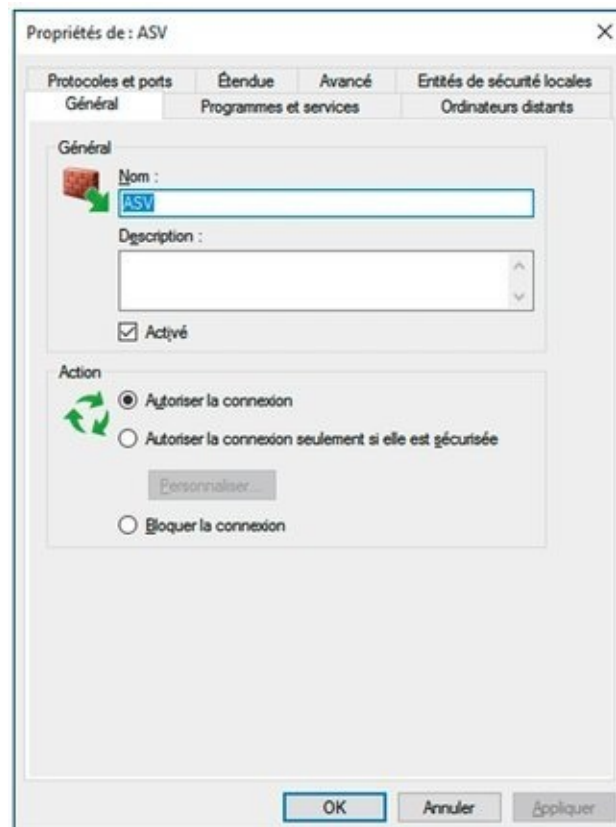 Propriétés de : ASV
Protocoles et ports Étendue Avancé Entités de sécurité locales
Général Programmes et services Ordinateurs distants
Général
Nom :
ASV
Description :
Activé
Action
Autoriser la connexion
Autoriser la connexion seulement si elle est sécurisée
Personnaliser...
Bloquer la connexion
OK Annuler Appliquer